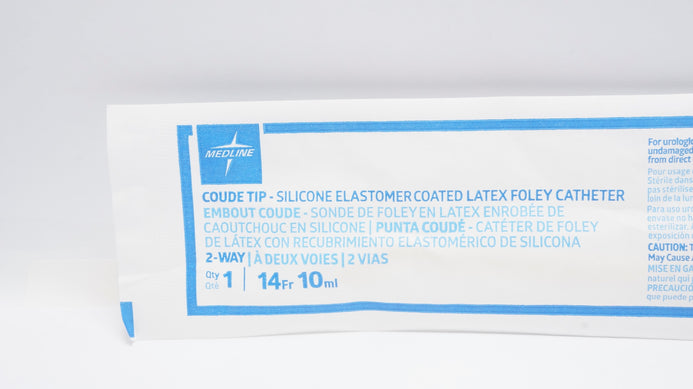 MEDLINE
COUDE TIP - SILICONE ELASTOMER COATED LATEX FOLEY CATHETER
EMBOUT COUDE - SONDE DE FOLEY EN LATEX ENROBÉE DE
CAOUTCHOUC EN SILICONE | PUNTA COUDÉ - CATÉTER DE FOLEY
DE LÁTEX CON RECUBRIMIENTO ELASTOMÉRICO DE SILICONA
2-WAY | À DEUX VOIES | 2 VIAS
Qty
Qté
1 | 14Fr 10ml
For urologic
undamaged
from direct
Pour usage
Stérile dans
pas stérilise
loin de la lu
Para uso uro
envase no ha
esterilizar,
exposición
CAUTION: T
May Cause
MISE EN GA
naturel qui
PRECAUCIÓ
que puede p